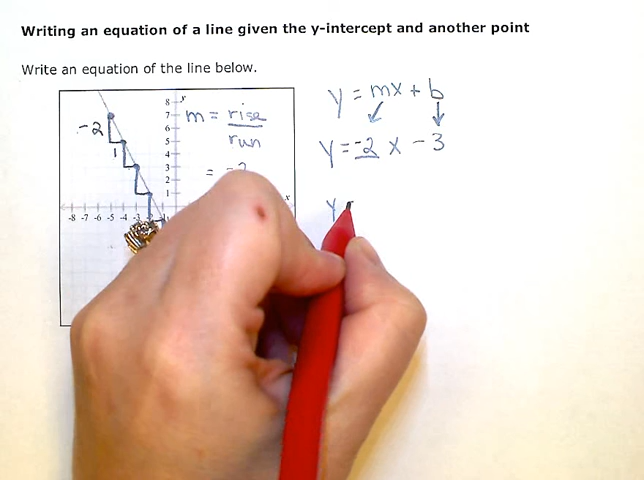 Writing an equation of a line given the y-intercept and another point
Write an equation of the line below.
y = mx + b
m = rise
run
y = -2 x - 3
-2
1
8
7
6
5
4
3
2
1
y
x
-8 -7 -6 -5 -4 -3
y